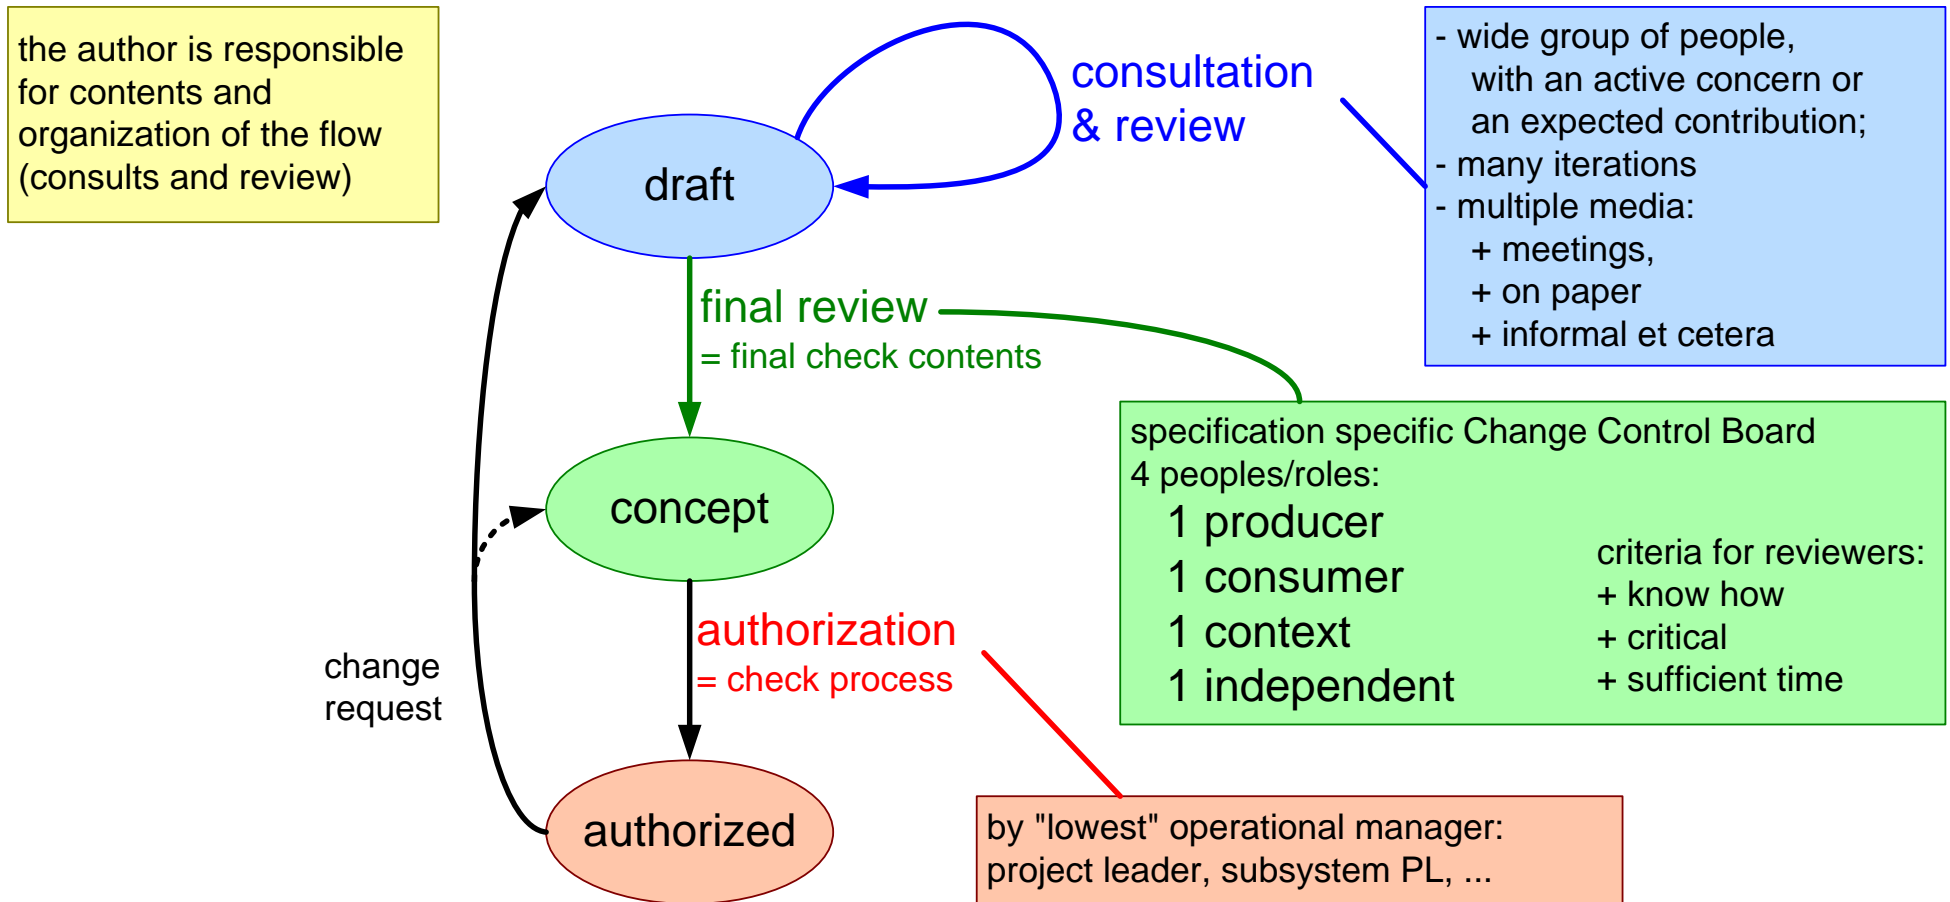 the author is responsible
for contents and
organization of the flow
(consults and review)
consultation
& review
- wide group of people,
with an active concern or
an expected contribution;
- many iterations
- multiple media:
+ meetings,
+ on paper
+ informal et cetera
draft
final review
= final check contents
specification specific Change Control Board
4 peoples/roles:
1 producer
1 consumer
1 context
1 independent
criteria for reviewers:
+ know how
+ critical
+ sufficient time
concept
authorization
= check process
change
request
authorized
by "lowest" operational manager:
project leader, subsystem PL, ...